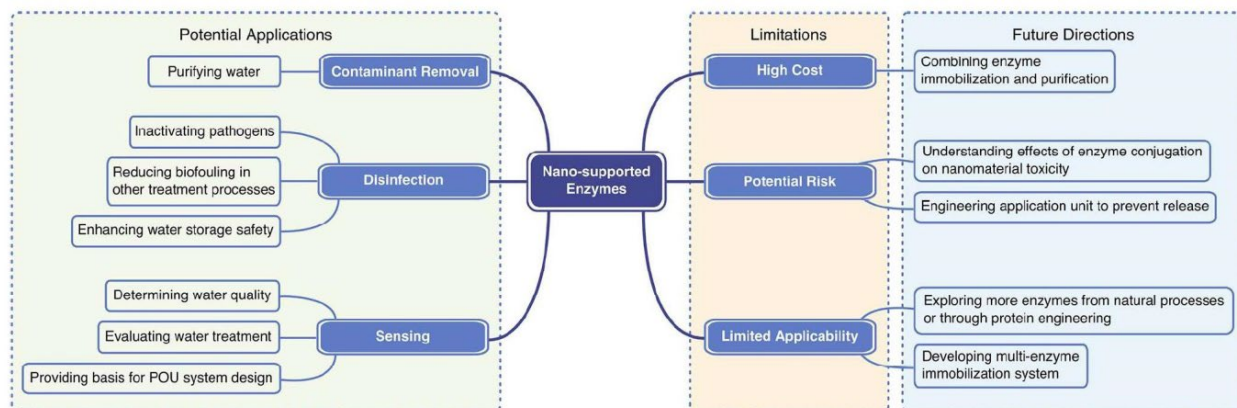 Potential Applications
Purifying water
Contaminant Removal
Inactivating pathogens
Reducing biofouling in
other treatment processes
Enhancing water storage safety
Disinfection
Determining water quality
Evaluating water treatment
Providing basis for POU system design
Sensing
Nano-supported
Enzymes
Limitations
High Cost
Potential Risk
Limited Applicability
Future Directions
Combining enzyme
immobilization and purification
Understanding effects of enzyme conjugation
on nanomaterial toxicity
Engineering application unit to prevent release
Exploring more enzymes from natural processes
or through protein engineering
Developing multi-enzyme
immobilization system